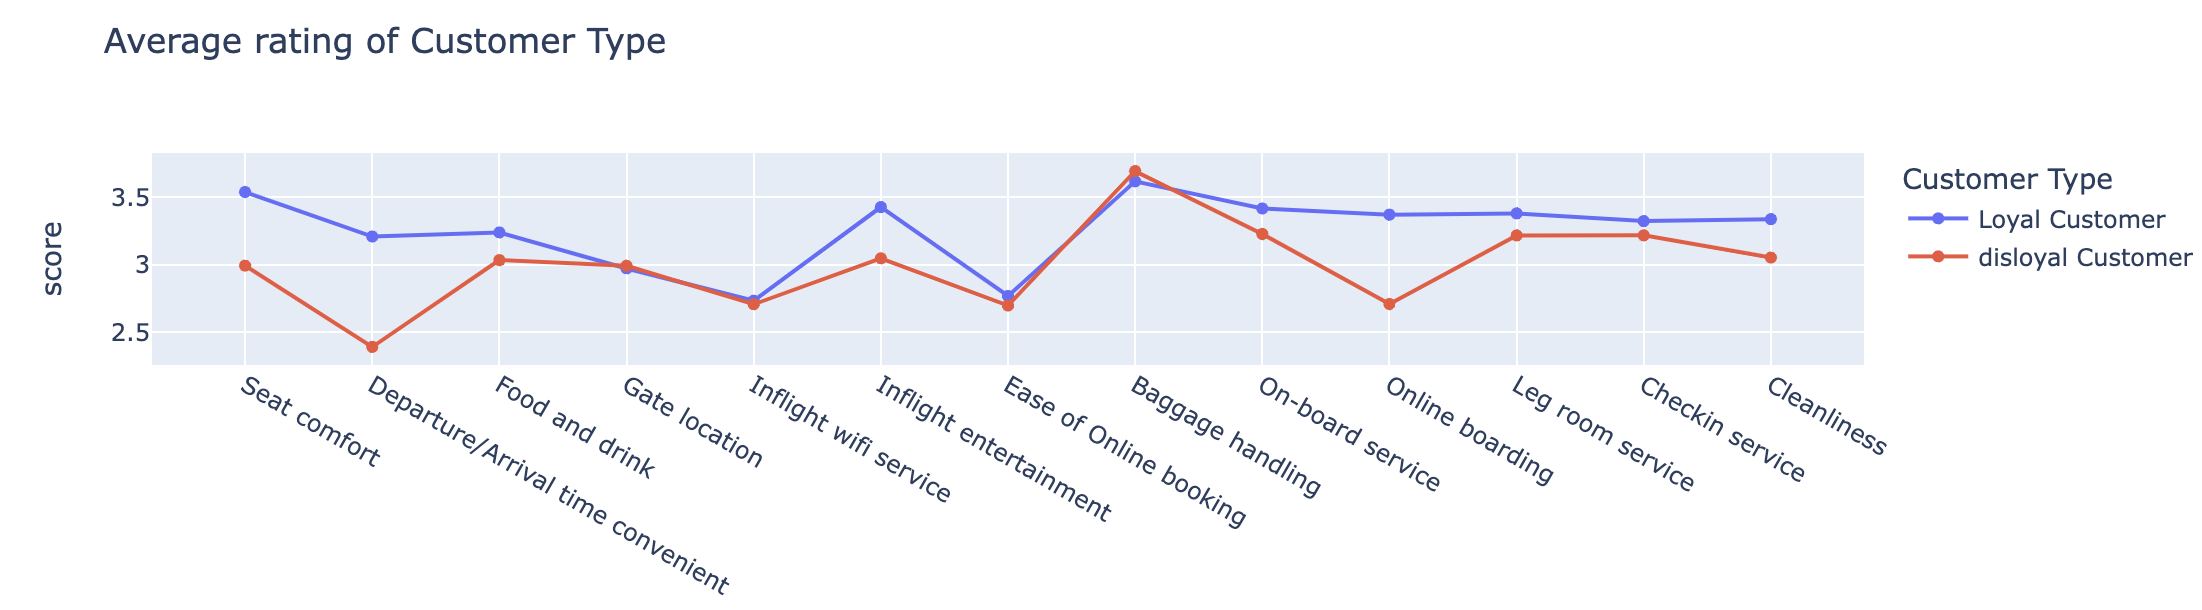 Average rating of Customer Type
score
3.5
3
2.5
Seat comfort
Departure/Arrival time convenient
Food and drink
Gate location
Inflight wifi service
Inflight entertainment
Ease of Online booking
Baggage handling
On-board service
Online boarding
Leg room service
Checkin service
Cleanliness
Customer Type
Loyal Customer
disloyal Customer